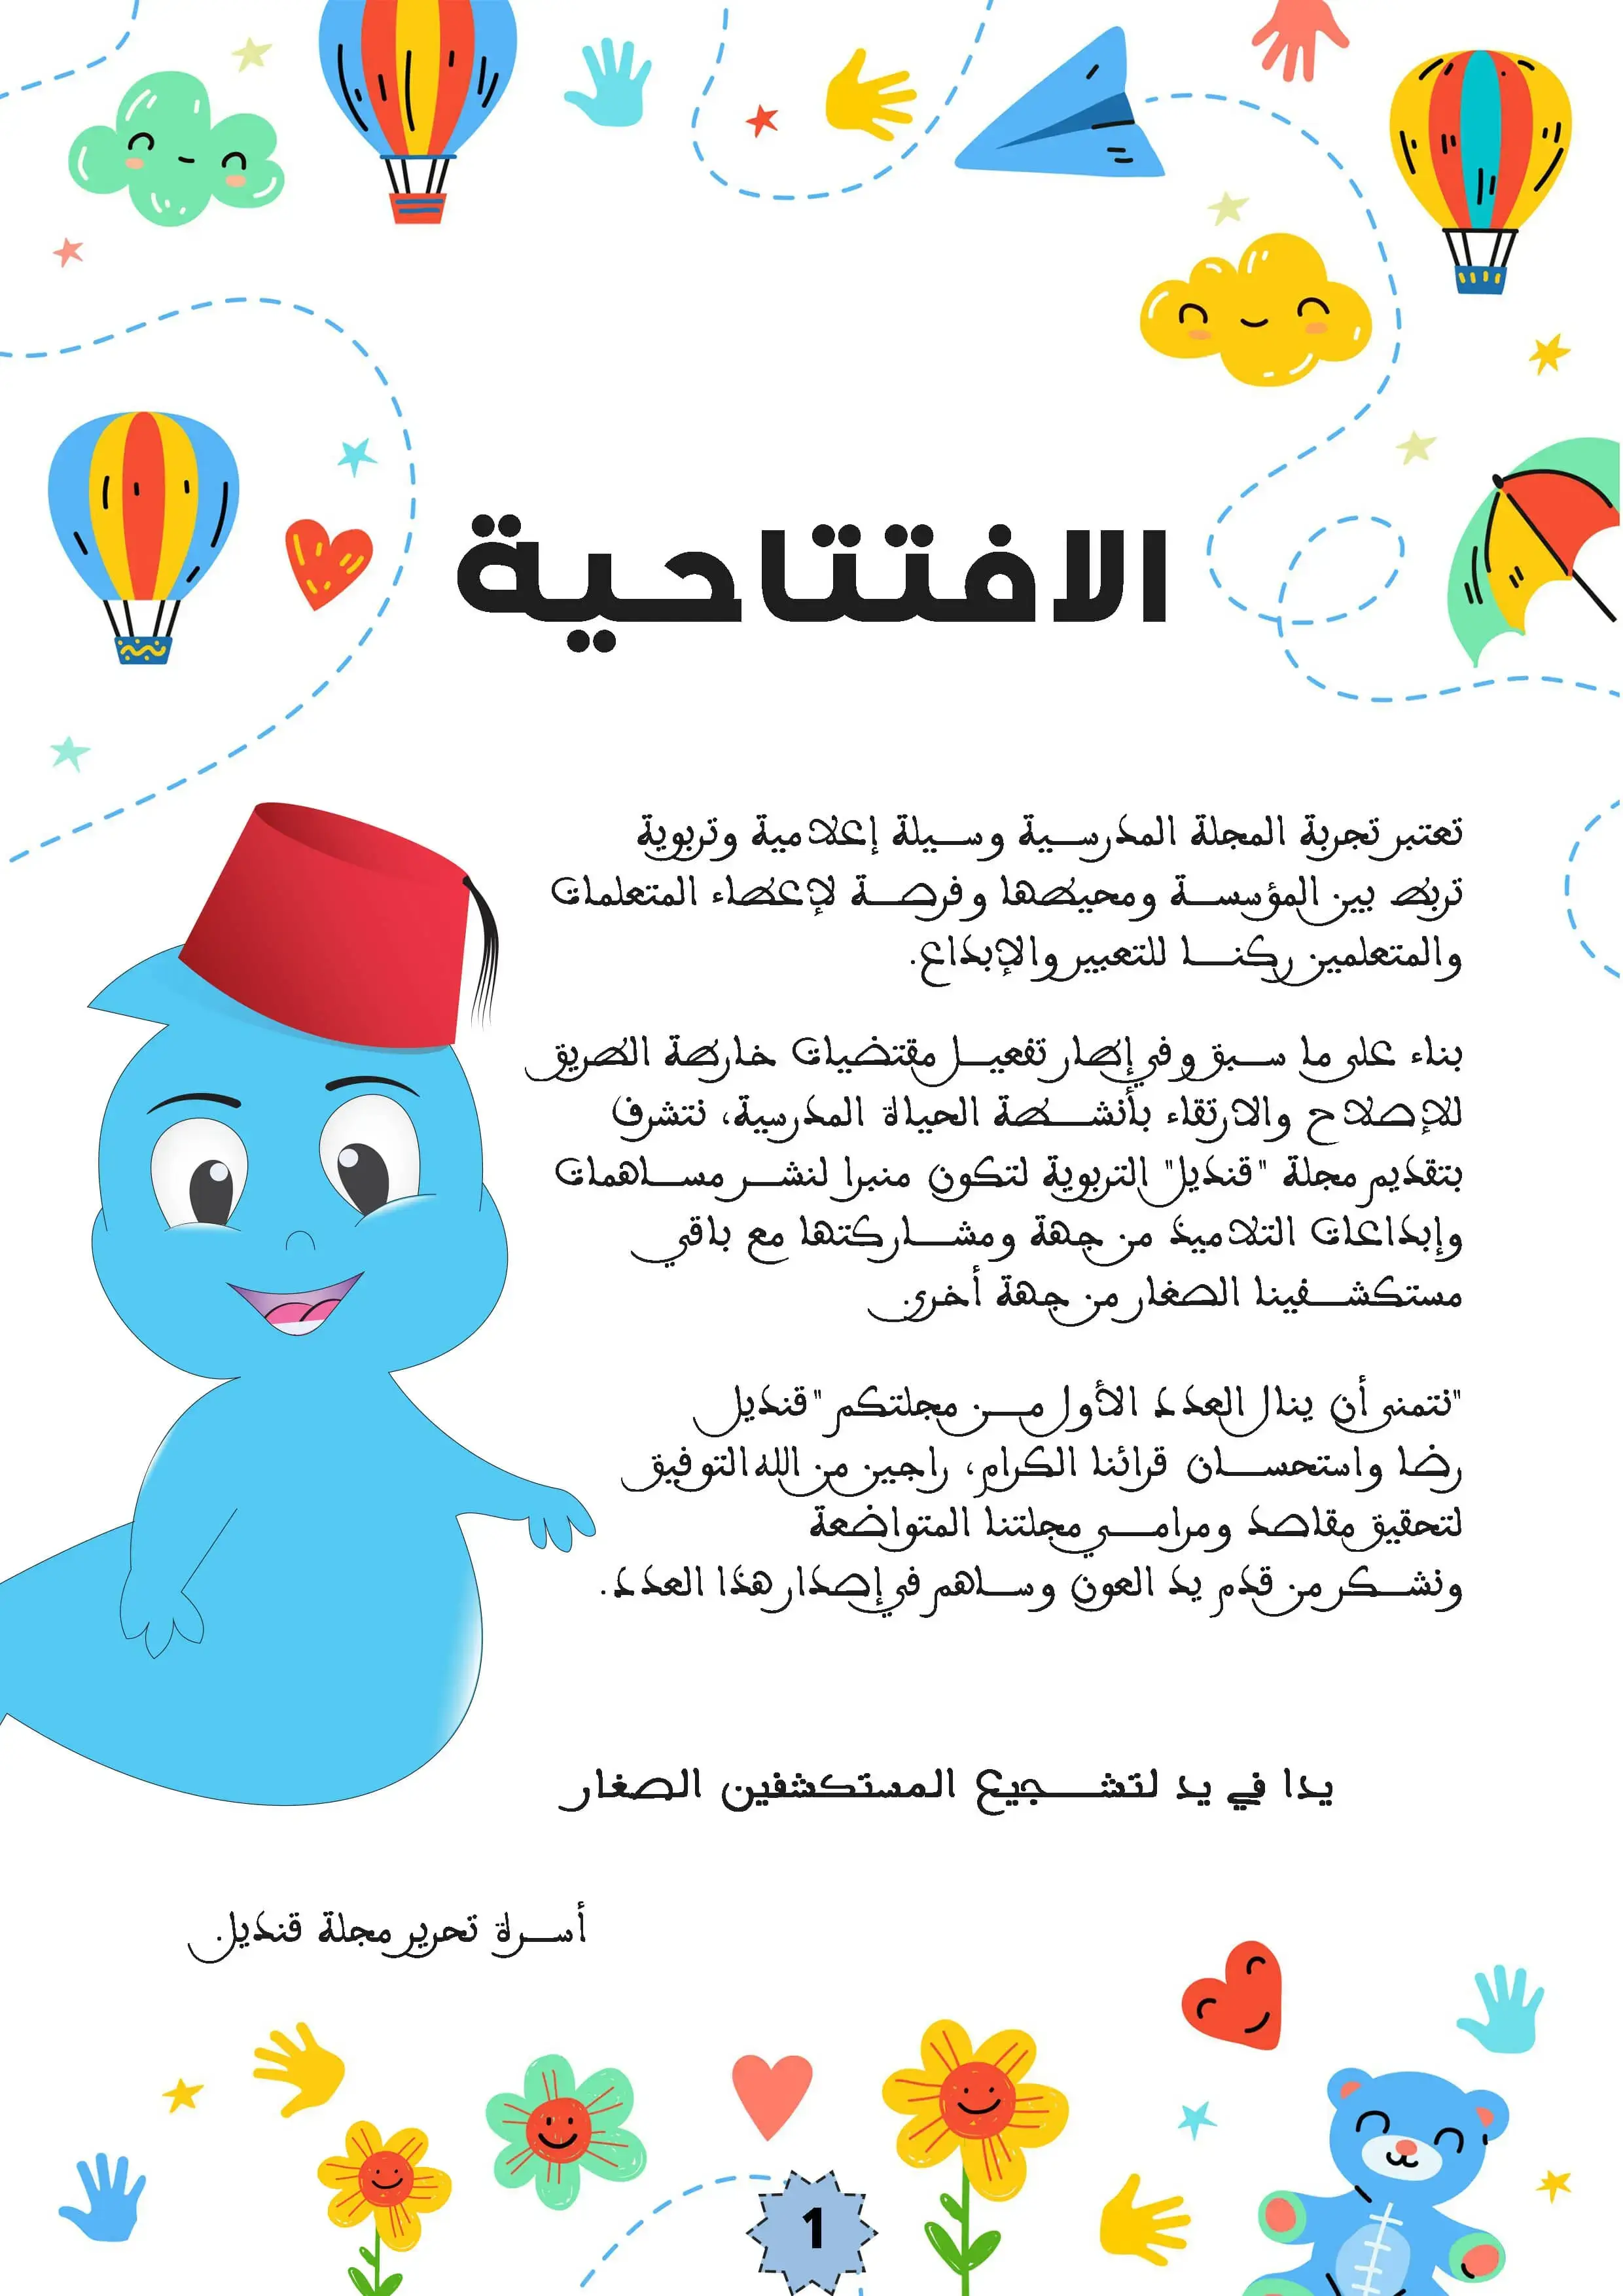 الافتتاحية
تعتبر تجربة المجلة المدرسية وسيلة إعلامية وتربوية
تربط بين المؤسسة ومحيطها وفرصة لإعطاء المتعلمات
والمتعلمين ركنا للتعبير والإبداع.
بناء على ما سبق وفي إطار تفعيل مقتضيات خارطة الطريق
للإصلاح والارتقاء بأنشطة الحياة المدرسية، نتشرف
بتقديم مجلة "قنديل" التربوية لتكون منبرا لنشر مساهمات
وإبداعات التلاميذ من جهة ومشاركتها مع باقي
مستكشفينا الصغار من جهة أخرى.
"نتمنى أن ينال العدد الأول من مجلتكم "قنديل
رضا واستحسان قرائنا الكرام، راجين من الله التوفيق
لتحقيق مقاصد ومرامي مجلتنا المتواضعة
ونشكر من قدم يد العون وساهم في إصدار هذا العدد.
يدا في يد لتشجيع المستكشفين الصغار
أسرة تحرير مجلة قنديل.
1